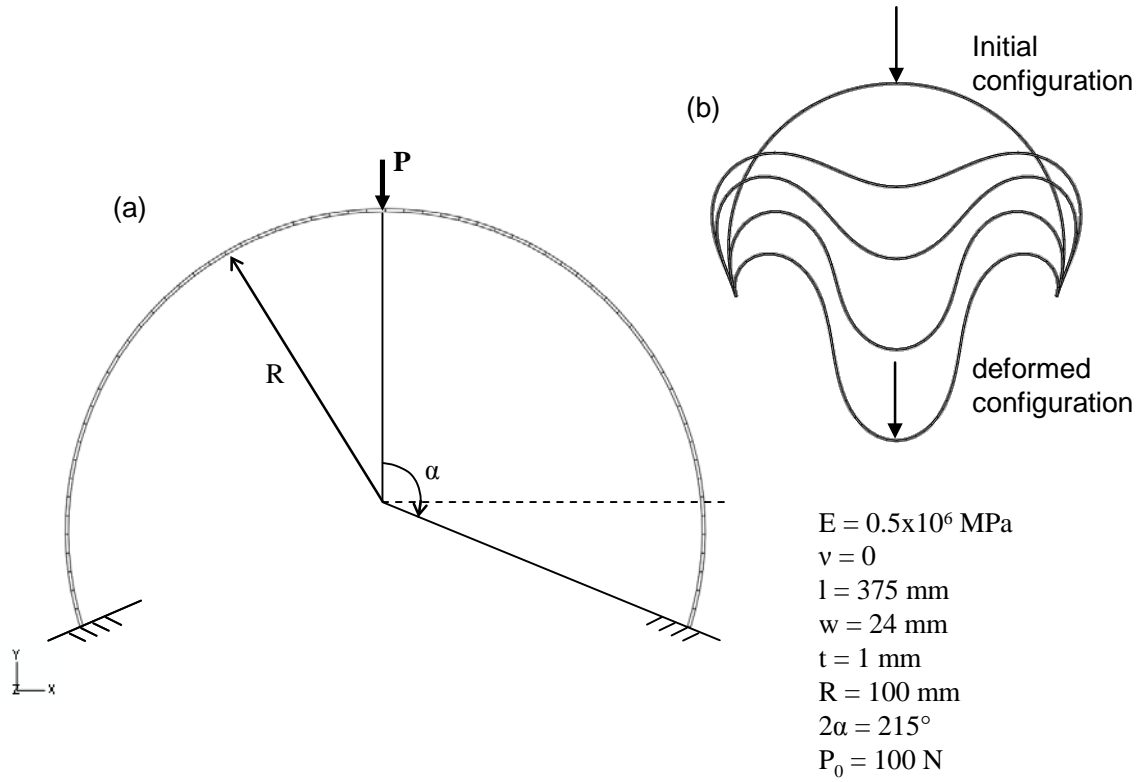 Initial
configuration
(b)
P
(a)
R
α
deformed
configuration
E = 0.5x10⁶ MPa
ν = 0
l = 375 mm
w = 24 mm
t = 1 mm
R = 100 mm
2α = 215°
P₀ = 100 N
Y
Z X